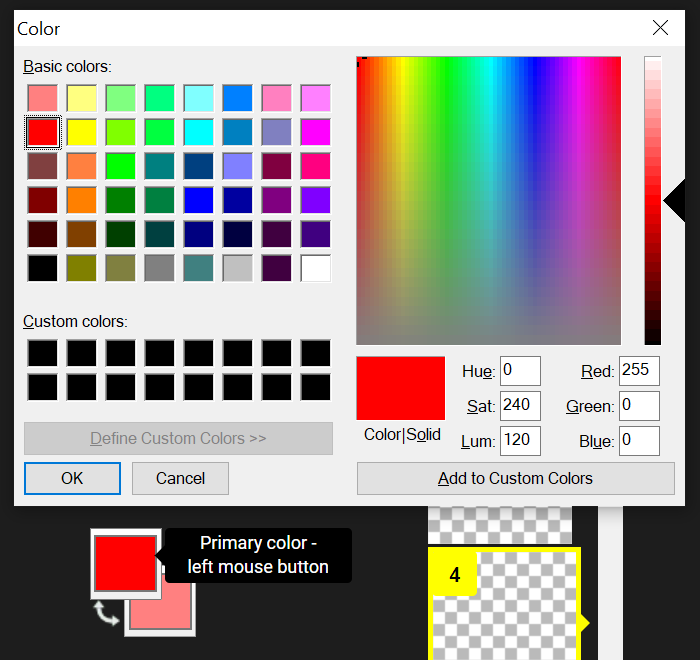 Color
Basic colors:
Custom colors:
Define Custom Colors >>
OK
Cancel
Color|Solid
Hue: 0
Sat: 240
Lum: 120
Red: 255
Green: 0
Blue: 0
Add to Custom Colors
Primary color -
left mouse button
4